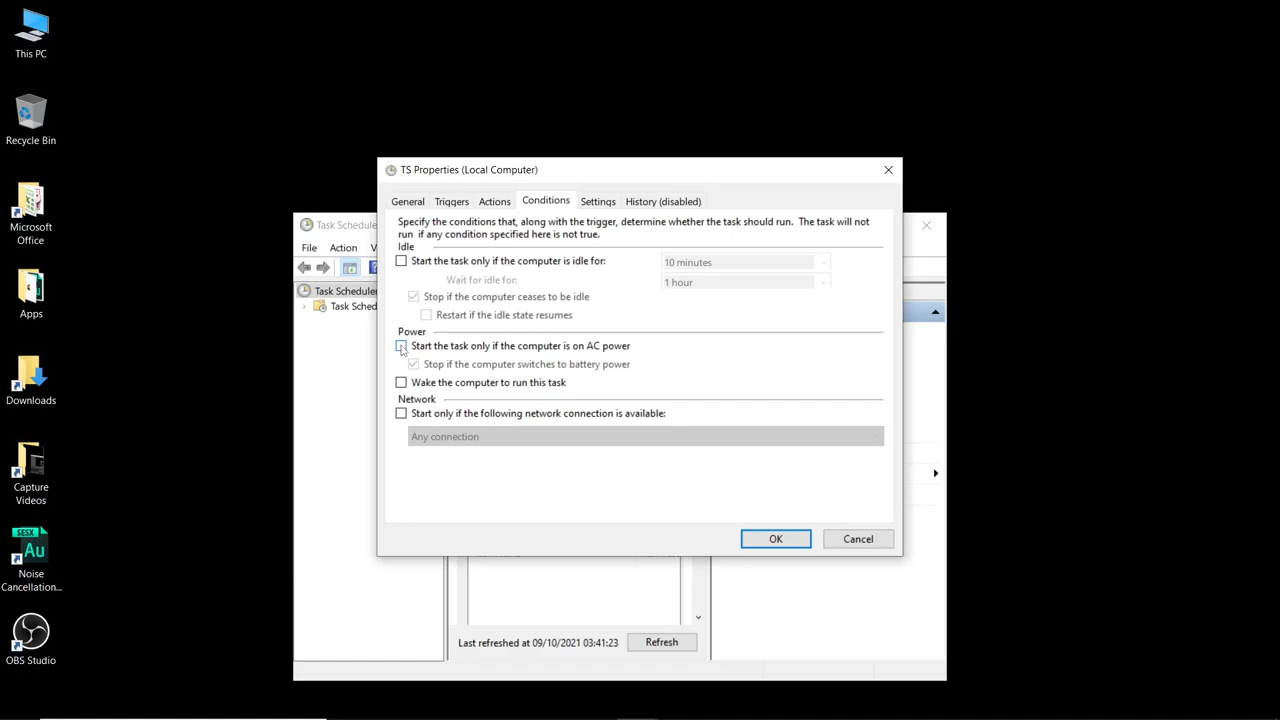 This PC
Recycle Bin
Microsoft
Office
Apps
Downloads
Capture
Videos
SESX
Au
Noise
Cancellation...
OBS Studio
TS Properties (Local Computer)
General
Triggers
Actions
Conditions
Settings
History (disabled)
Specify the conditions that, along with the trigger, determine whether the task should run. The task will not
run if any condition specified here is not true.
Idle
Start the task only if the computer is idle for:
10 minutes
Wait for idle for:
1 hour
Stop if the computer ceases to be idle
Restart if the idle state resumes
Power
Start the task only if the computer is on AC power
Stop if the computer switches to battery power
Wake the computer to run this task
Network
Start only if the following network connection is available:
Any connection
OK
Cancel
Task Schedule
File
Action
V
Task Scheduler
Task Sched
Last refreshed at 09/10/2021 03:41:23
Refresh